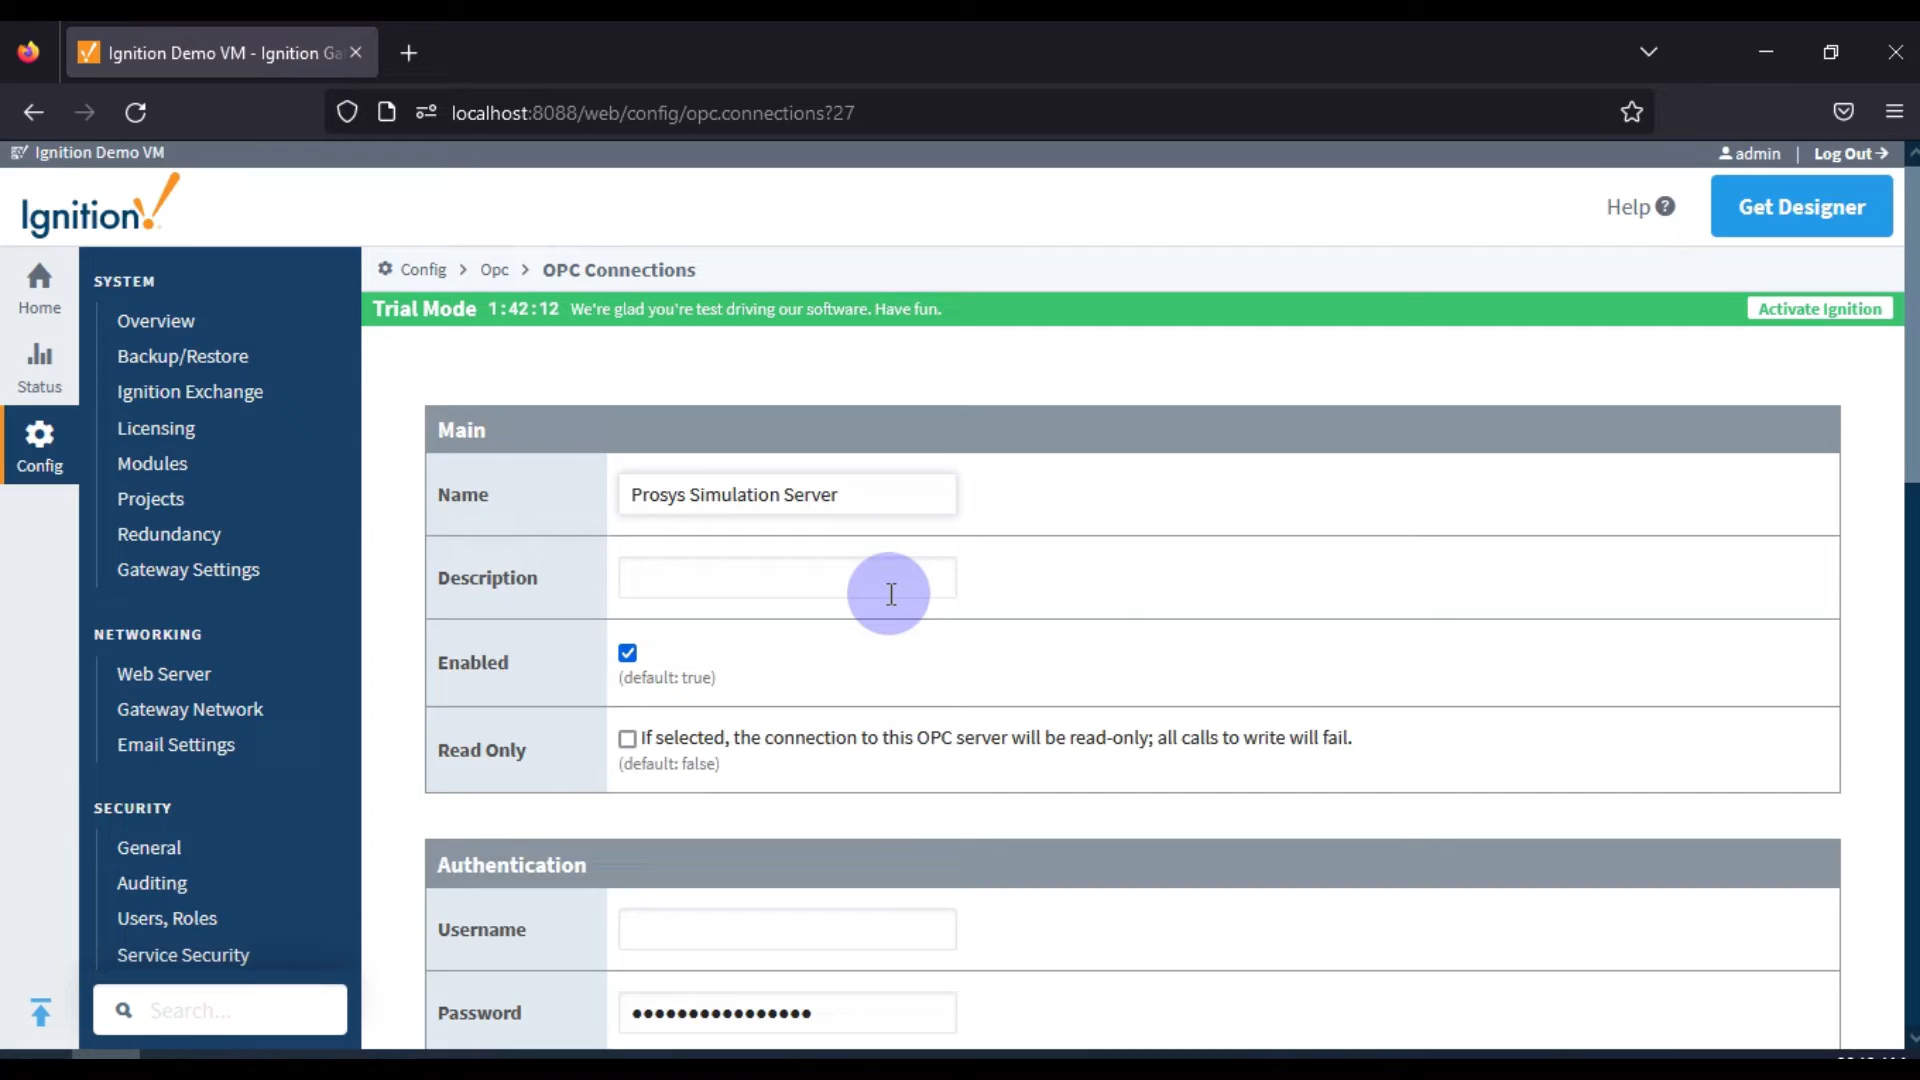 Ignition Demo VM - Ignition Ga
localhost:8088/web/config/opc.connections?27
Ignition Demo VM
admin | Log Out
Ignition!
Help
Get Designer
Home
Status
Config
SYSTEM
Overview
Backup/Restore
Ignition Exchange
Licensing
Modules
Projects
Redundancy
Gateway Settings
NETWORKING
Web Server
Gateway Network
Email Settings
SECURITY
General
Auditing
Users, Roles
Service Security
Search...
Config > Opc > OPC Connections
Trial Mode 1:42:12 We're glad you're test driving our software. Have fun.
Activate Ignition
Main
Name
Prosys Simulation Server
Description
Enabled
(default: true)
Read Only
If selected, the connection to this OPC server will be read-only; all calls to write will fail.
(default: false)
Authentication
Username
Password
••••••••••••••••